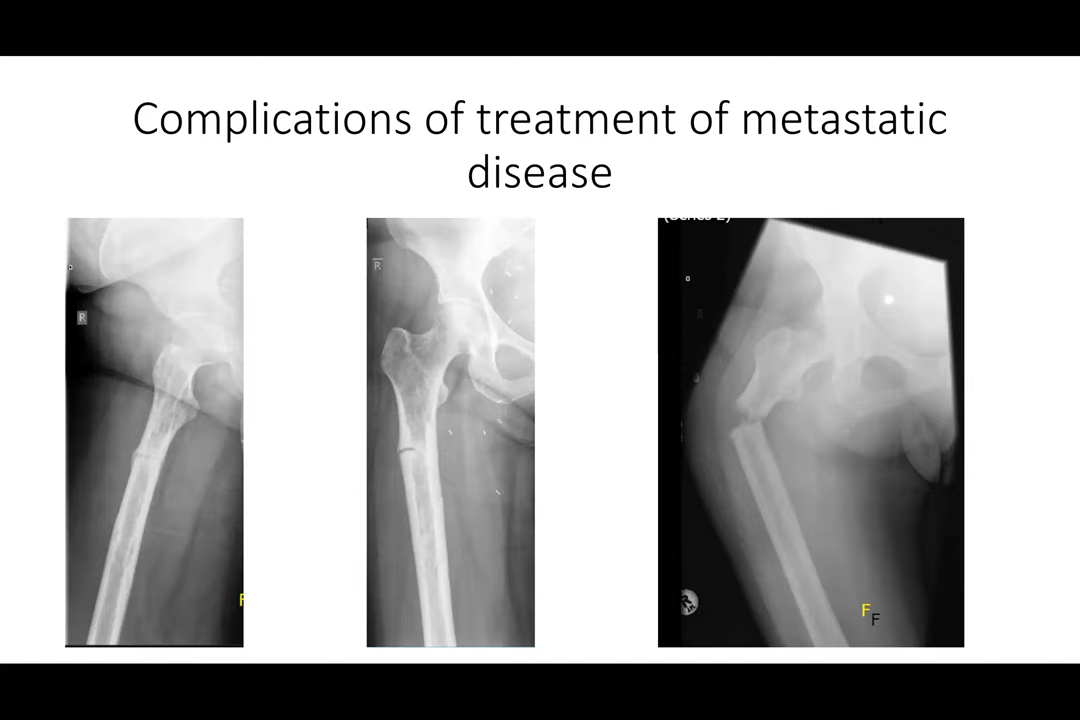 Complications of treatment of metastatic
disease
R
R
F
F
F